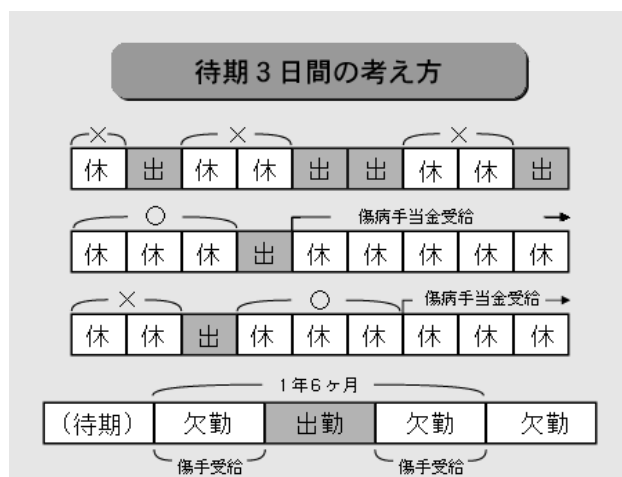 待期3日間の考え方
× × ×
休 出 休 休 出 出 休 休 出
○ 傷病手当金受給
休 休 休 出 休 休 休 休 休
× ○ 傷病手当金受給
休 休 出 休 休 休 休 休 休
1年6ヶ月
(待期) 欠勤 出勤 欠勤 欠勤
傷手受給 傷手受給